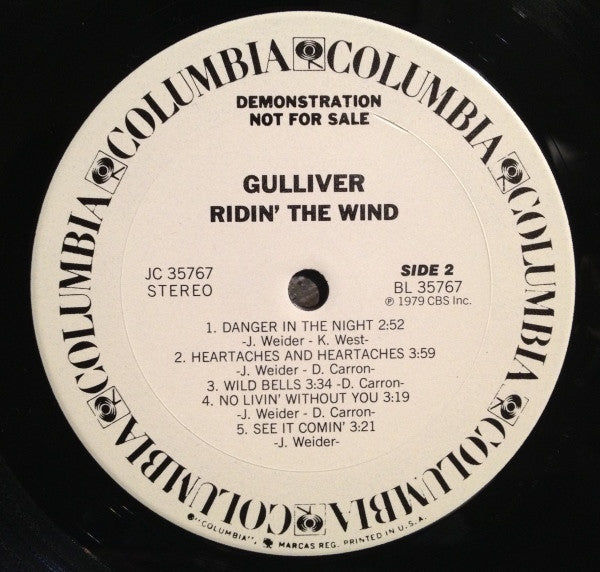 COLUMBIA COLUMBIA COLUMBIA COLUMBIA COLUMBIA COLUMBIA COLUMBIA COLUMBIA
DEMONSTRATION
NOT FOR SALE
GULLIVER
RIDIN' THE WIND
JC 35767
STEREO
SIDE 2
BL 35767
℗ 1979 CBS Inc.
1. DANGER IN THE NIGHT 2:52
-J. Weider - K. West-
2. HEARTACHES AND HEARTACHES 3:59
-J. Weider - D. Carron-
3. WILD BELLS 3:34 -D. Carron-
4. NO LIVIN' WITHOUT YOU 3:19
-J. Weider - D. Carron-
5. SEE IT COMIN' 3:21
-J. Weider-
"COLUMBIA", MARCAS REG. PRINTED IN U.S.A.